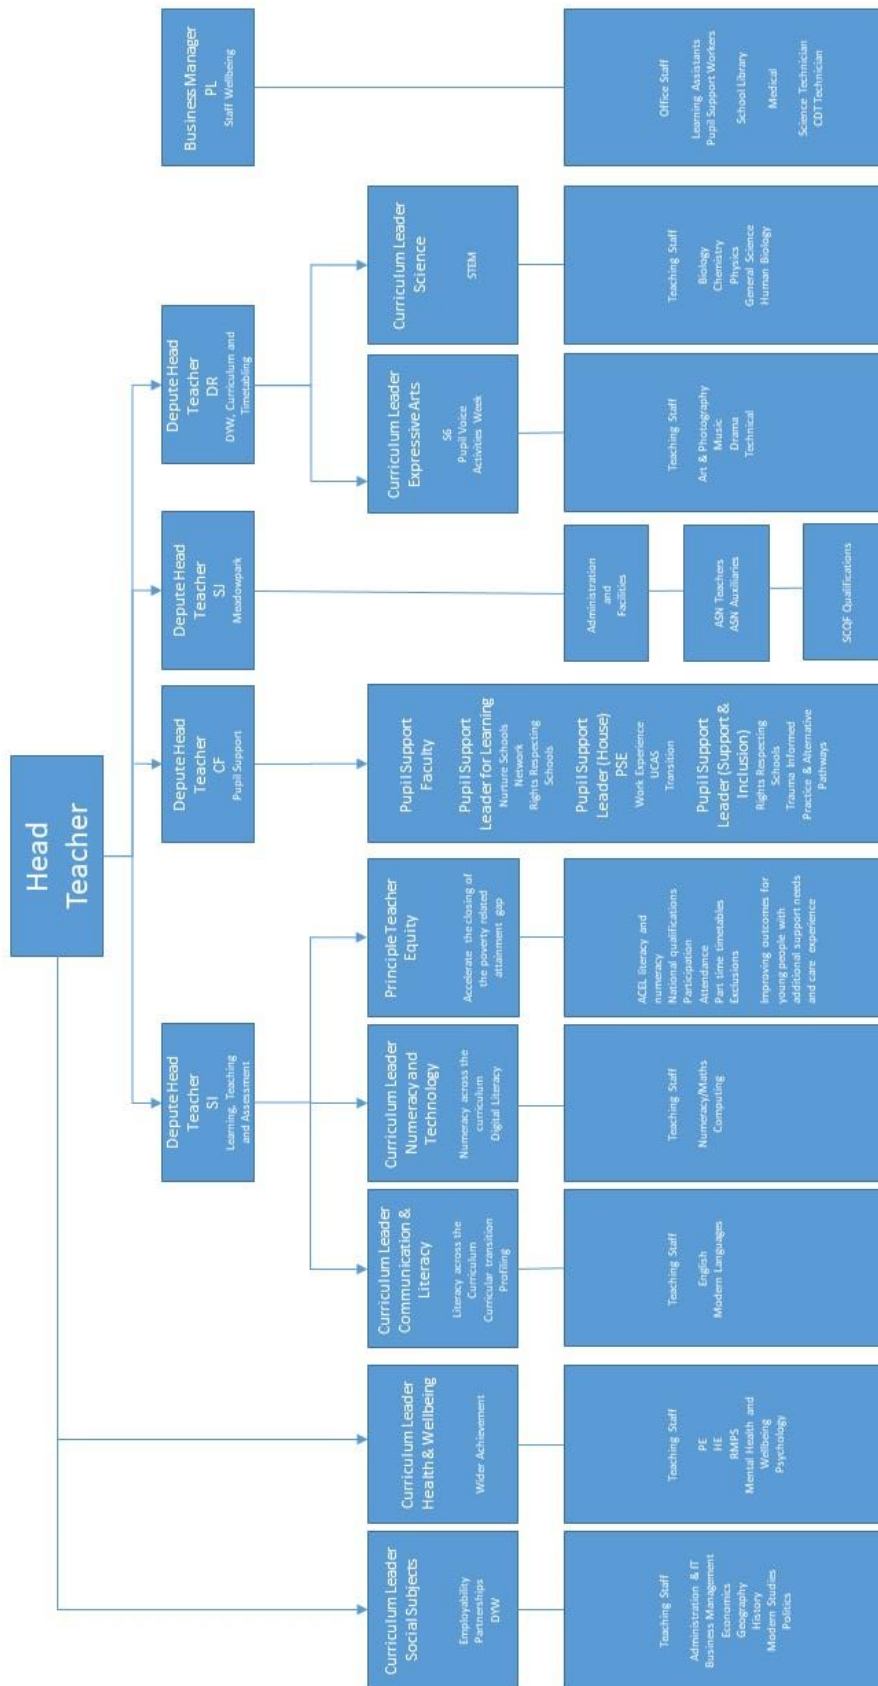 Head
Teacher
Depute Head
Teacher
SI
Learning, Teaching
and Assessment
Depute Head
Teacher
CF
Pupil Support
Depute Head
Teacher
SJ
Meadowpark
Depute Head
Teacher
DR
DYW, Curriculum and
Timetabling
Business Manager
PL
Staff Wellbeing
Curriculum Leader
Social Subjects
Employability
Partnerships
DYW
Curriculum Leader
Health & Wellbeing
Wider Achievement
Curriculum Leader
Communication &
Literacy
Literacy across the
Curriculum
Curricular transition
Profiling
Curriculum Leader
Numeracy and
Technology
Numeracy across the
curriculum
Digital Literacy
Principle Teacher
Equity
Accelerate the closing of
the poverty related
attainment gap
Pupil Support
Faculty
Pupil Support
Leader for Learning
Nurture Schools
Network
Rights Respecting
Schools
Pupil Support
Leader (House)
PSE
Work Experience
UCAS
Transition
Pupil Support
Leader (Support &
Inclusion)
Rights Respecting
Schools
Trauma Informed
Practice & Alternative
Pathways
Curriculum Leader
Expressive Arts
S6
Pupil Voice
Activities Week
Curriculum Leader
Science
STEM
Teaching Staff
Administration & IT
Business Management
Economics
Geography
History
Modern Studies
Politics
Teaching Staff
PE
HE
RMPS
Mental Health and
Wellbeing
Psychology
Teaching Staff
English
Modern Languages
Teaching Staff
Numeracy/Maths
Computing
ACEL literacy and
numeracy
National qualifications
Participation
Attendance
Part time timetables
Exclusions
Improving outcomes for
young people with
additional support needs
and care experience
Administration
and
Facilities
ASN Teachers
ASN Auxiliaries
SCQF Qualifications
Teaching Staff
Art & Photography
Music
Drama
Technical
Teaching Staff
Biology
Chemistry
Physics
General Science
Human Biology
Office Staff
Learning Assistants
Pupil Support Workers
School Library
Medical
Science Technician
CDT Technician